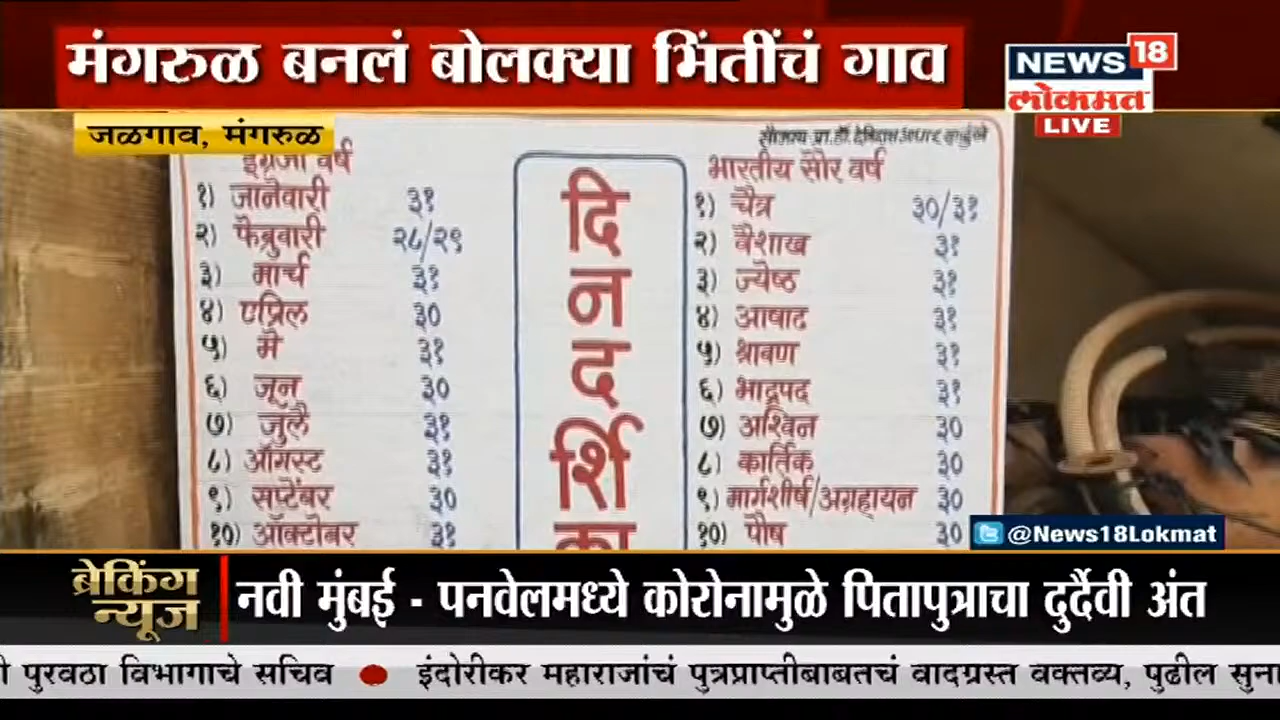 मंगरुळ बनलं बोलक्या भिंतींचं गाव
NEWS 18
लोकमत
LIVE
जळगाव, मंगरुळ
इंग्रजी वर्ष
१) जानेवारी ३१
२) फेब्रुवारी २८/२९
३) मार्च ३१
४) एप्रिल ३०
५) मे ३१
६) जून ३०
७) जुलै ३१
८) ऑगस्ट ३१
९) सप्टेंबर ३०
१०) ऑक्टोबर ३१
दिनदर्शिका
सौजन्य प्रा. डॉ.
भारतीय सौर वर्ष
१) चैत्र ३०/३१
२) वैशाख ३१
३) ज्येष्ठ ३१
४) आषाढ ३१
५) श्रावण ३१
६) भाद्रपद ३१
७) अश्विन ३०
८) कार्तिक ३०
९) मार्गशीर्ष/अग्रहायन ३०
१०) पौष ३०
@News18Lokmat
ब्रेकिंग न्यूज
नवी मुंबई - पनवेलमध्ये कोरोनामुळे पितापुत्राचा दुर्दैवी अंत
पुरवठा विभागाचे सचिव ● इंदोरीकर महाराजांचं पुत्रप्राप्तीबाबतचं वादग्रस्त वक्तव्य, पुढील सुना